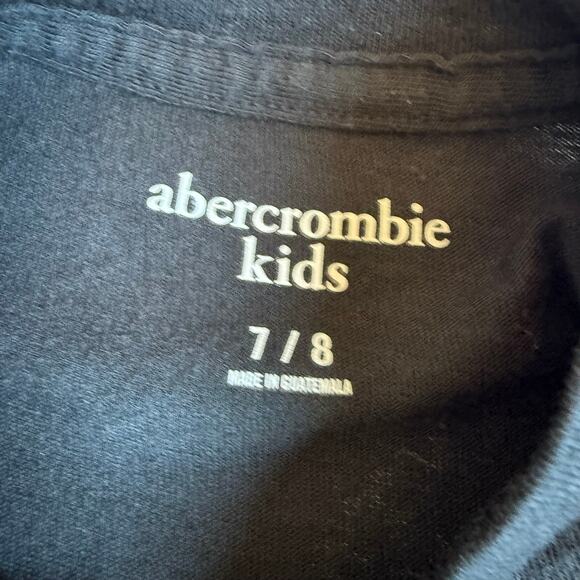 abercrombie
kids
7 / 8
MADE IN GUATEMALA